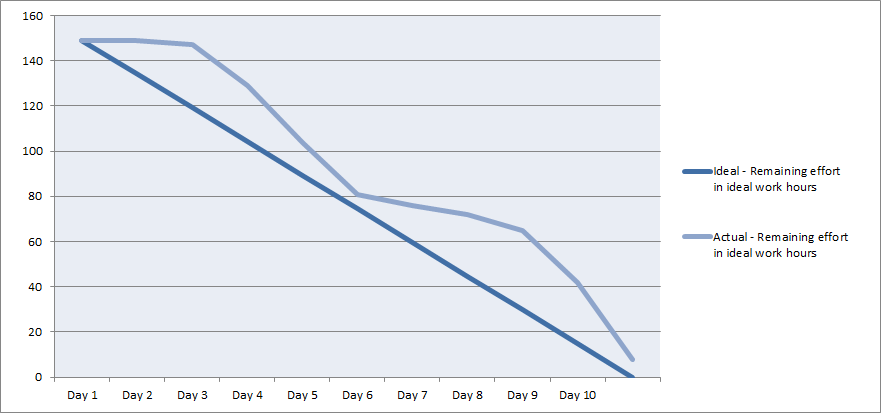 160
140
120
100
80
60
40
20
0
Day 1 Day 2 Day 3 Day 4 Day 5 Day 6 Day 7 Day 8 Day 9 Day 10
Ideal - Remaining effort
in ideal work hours
Actual - Remaining effort
in ideal work hours